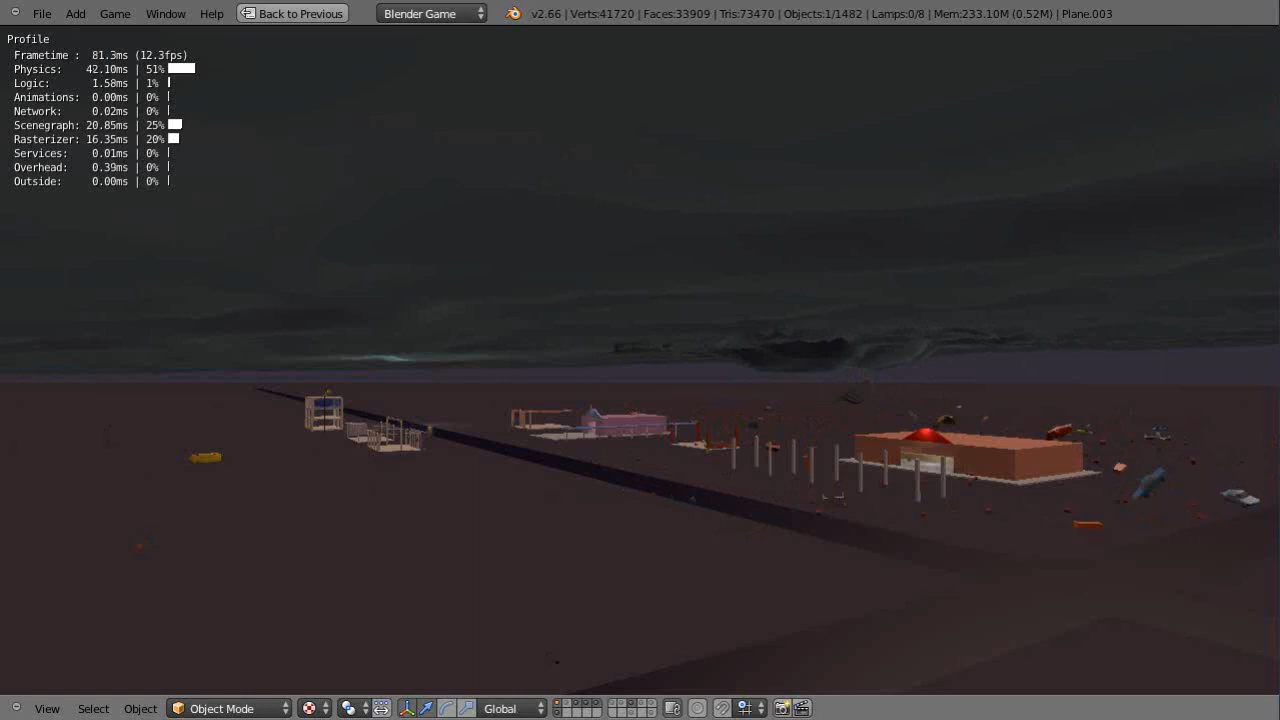 File Add Game Window Help Back to Previous Blender Game v2.66 | Verts:41720 | Faces:33909 | Tris:73470 | Objects:1/1482 | Lamps:0/8 | Mem:233.10M (0.52M) | Plane.003
Profile
Frametime : 81.3ms (12.3fps)
Physics: 42.10ms | 51%
Logic: 1.58ms | 1%
Animations: 0.00ms | 0%
Network: 0.02ms | 0%
Scenegraph: 20.85ms | 25%
Rasterizer: 16.35ms | 20%
Services: 0.01ms | 0%
Overhead: 0.39ms | 0%
Outside: 0.00ms | 0%
View Select Object Object Mode Global